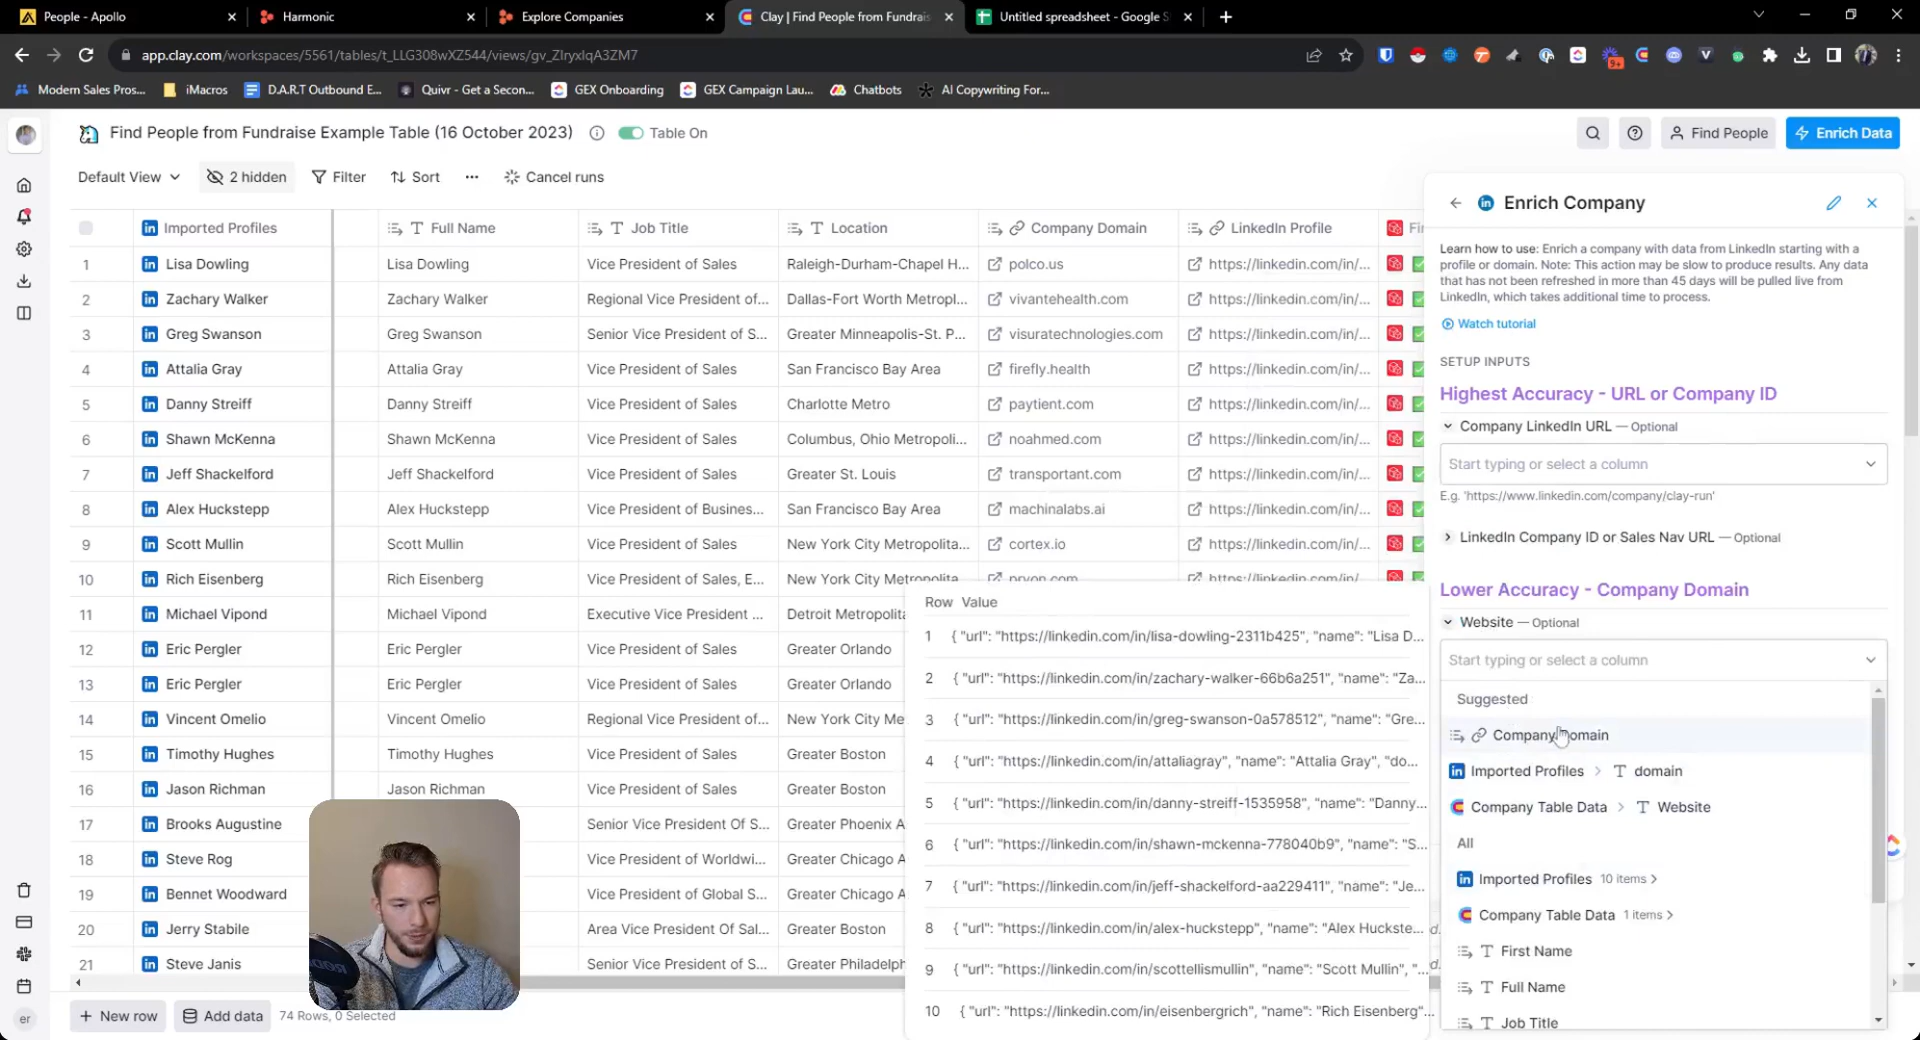 People - Apollo
Harmonic
Explore Companies
Clay | Find People from Fundrais
Untitled spreadsheet - Google S
app.clay.com/workspaces/5561/tables/t_LLG308wXZ544/views/gv_ZIryxlqA3ZM7
9+
Modern Sales Pros...
iMacros
D.A.R.T Outbound E...
Quivr - Get a Secon...
GEX Onboarding
GEX Campaign Lau...
Chatbots
AI Copywriting For...
Find People from Fundraise Example Table (16 October 2023)
Table On
Find People
Enrich Data
Default View
2 hidden
Filter
Sort
Cancel runs
Imported Profiles Full Name Job Title Location Company Domain LinkedIn Profile
1 Lisa Dowling Lisa Dowling Vice President of Sales Raleigh-Durham-Chapel H... polco.us https://linkedin.com/in/...
2 Zachary Walker Zachary Walker Regional Vice President of... Dallas-Fort Worth Metropl... vivantehealth.com https://linkedin.com/in/...
3 Greg Swanson Greg Swanson Senior Vice President of S... Greater Minneapolis-St. P... visuratechnologies.com https://linkedin.com/in/...
4 Attalia Gray Attalia Gray Vice President of Sales San Francisco Bay Area firefly.health https://linkedin.com/in/...
5 Danny Streiff Danny Streiff Vice President of Sales Charlotte Metro paytient.com https://linkedin.com/in/...
6 Shawn McKenna Shawn McKenna Vice President of Sales Columbus, Ohio Metropoli... noahmed.com https://linkedin.com/in/...
7 Jeff Shackelford Jeff Shackelford Vice President of Sales Greater St. Louis transportant.com https://linkedin.com/in/...
8 Alex Huckstepp Alex Huckstepp Vice President of Busines... San Francisco Bay Area machinalabs.ai https://linkedin.com/in/...
9 Scott Mullin Scott Mullin Vice President of Sales New York City Metropolita... cortex.io https://linkedin.com/in/...
10 Rich Eisenberg Rich Eisenberg Vice President of Sales, E... New York City Metropolita... pryon.com https://linkedin.com/in/...
11 Michael Vipond Michael Vipond Executive Vice President Detroit Metropolita
12 Eric Pergler Eric Pergler Vice President of Sales Greater Orlando
13 Eric Pergler Eric Pergler Vice President of Sales Greater Orlando
14 Vincent Omelio Vincent Omelio Regional Vice President of... New York City Me
15 Timothy Hughes Timothy Hughes Vice President of Sales Greater Boston
16 Jason Richman Jason Richman Vice President of Sales Greater Boston
17 Brooks Augustine Senior Vice President Of S... Greater Phoenix A
18 Steve Rog Vice President of Worldwi... Greater Chicago A
19 Bennet Woodward Vice President of Global S... Greater Chicago A
20 Jerry Stabile Area Vice President Of Sal... Greater Boston
21 Steve Janis Senior Vice President of S... Greater Philadelph
Row Value
1 { "url": "https://linkedin.com/in/lisa-dowling-2311b425", "name": "Lisa D...
2 { "url": "https://linkedin.com/in/zachary-walker-66b6a251", "name": "Za...
3 { "url": "https://linkedin.com/in/greg-swanson-0a578512", "name": "Gre...
4 { "url": "https://linkedin.com/in/attaliagray", "name": "Attalia Gray", "do...
5 { "url": "https://linkedin.com/in/danny-streiff-1535958", "name": "Danny...
6 { "url": "https://linkedin.com/in/shawn-mckenna-778040b9", "name": "S...
7 { "url": "https://linkedin.com/in/jeff-shackelford-aa229411", "name": "Je...
8 { "url": "https://linkedin.com/in/alex-huckstepp", "name": "Alex Huckste...
9 { "url": "https://linkedin.com/in/scottellismullin", "name": "Scott Mullin", "...
10 { "url": "https://linkedin.com/in/eisenbergrich", "name": "Rich Eisenberg"...
er
New row
Add data
74 Rows, 0 Selected
RØDE
Enrich Company
Learn how to use: Enrich a company with data from LinkedIn starting with a
profile or domain. Note: This action may be slow to produce results. Any data
that has not been refreshed in more than 45 days will be pulled live from
LinkedIn, which takes additional time to process.
Watch tutorial
SETUP INPUTS
Highest Accuracy - URL or Company ID
Company LinkedIn URL — Optional
Start typing or select a column
E.g. 'https://www.linkedin.com/company/clay-run'
LinkedIn Company ID or Sales Nav URL — Optional
Lower Accuracy - Company Domain
Website — Optional
Start typing or select a column
Suggested
Company Domain
Imported Profiles > domain
Company Table Data > Website
All
Imported Profiles 10 items >
Company Table Data 1 items >
First Name
Full Name
Job Title